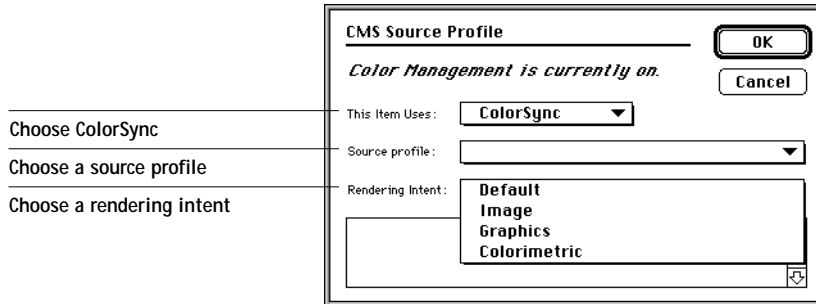 CMS Source Profile
OK
Color Management is currently on.
Cancel
Choose ColorSync
This Item Uses: ColorSync
Choose a source profile
Source profile:
Choose a rendering intent
Rendering Intent: Default
Image
Graphics
Colorimetric